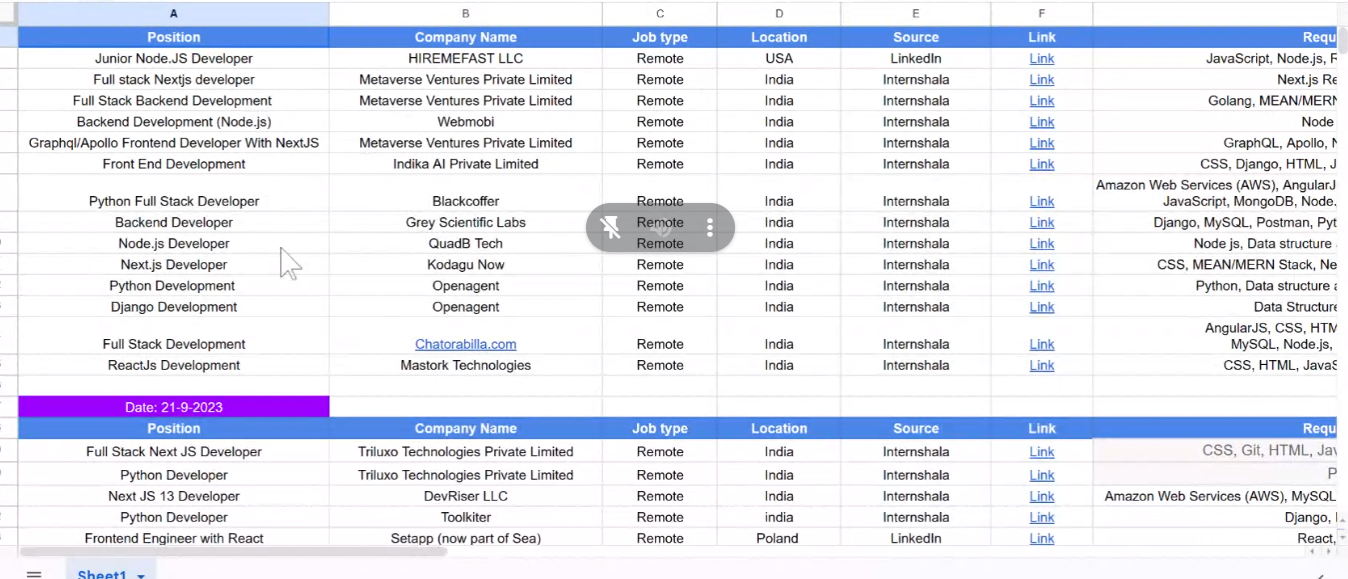 A B C D E F
Position Company Name Job type Location Source Link Requ
Junior Node.JS Developer HIREMEFAST LLC Remote USA LinkedIn Link JavaScript, Node.js, R
Full stack Nextjs developer Metaverse Ventures Private Limited Remote India Internshala Link Next.js Re
Full Stack Backend Development Metaverse Ventures Private Limited Remote India Internshala Link Golang, MEAN/MERN
Backend Development (Node.js) Webmobi Remote India Internshala Link Node
Graphql/Apollo Frontend Developer With NextJS Metaverse Ventures Private Limited Remote India Internshala Link GraphQL, Apollo, N
Front End Development Indika AI Private Limited Remote India Internshala Link CSS, Django, HTML, J
Amazon Web Services (AWS), AngularJ
Python Full Stack Developer Blackcoffer Remote India Internshala Link JavaScript, MongoDB, Node.
Backend Developer Grey Scientific Labs Remote India Internshala Link Django, MySQL, Postman, Pyt
Node.js Developer QuadB Tech Remote India Internshala Link Node js, Data structure
Next.js Developer Kodagu Now Remote India Internshala Link CSS, MEAN/MERN Stack, Ne
Python Development Openagent Remote India Internshala Link Python, Data structure a
Django Development Openagent Remote India Internshala Link Data Structure
AngularJS, CSS, HTM
Full Stack Development Chatorabilla.com Remote India Internshala Link MySQL, Node.js,
ReactJs Development Mastork Technologies Remote India Internshala Link CSS, HTML, JavaS
Date: 21-9-2023
Position Company Name Job type Location Source Link Requ
Full Stack Next JS Developer Triluxo Technologies Private Limited Remote India Internshala Link CSS, Git, HTML, Jav
Python Developer Triluxo Technologies Private Limited Remote India Internshala Link P
Next JS 13 Developer DevRiser LLC Remote India Internshala Link Amazon Web Services (AWS), MySQL
Python Developer Toolkiter Remote india Internshala Link Django,
Frontend Engineer with React Setapp (now part of Sea) Remote Poland LinkedIn Link React,
Sheet1